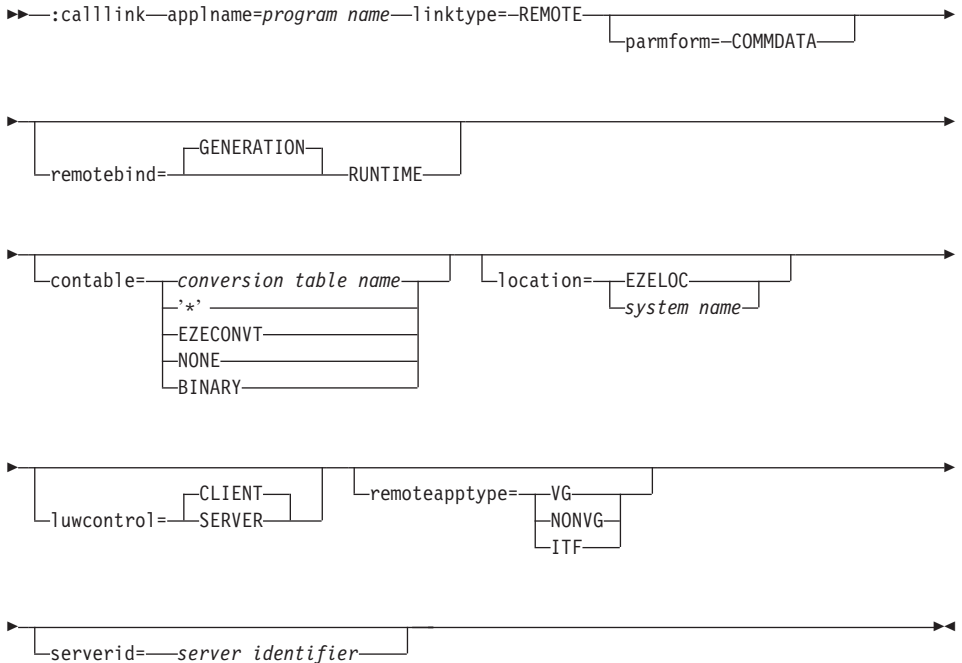 :calllink applname=program name linktype= REMOTE
parmform= COMMDATA
GENERATION
remotebind= RUNTIME
contable= conversion table name location= EZELOC
'*' system name
EZECONVT
NONE
BINARY
CLIENT remoteapptype= VG
luwcontrol= SERVER NONVG
ITF
serverid= server identifier